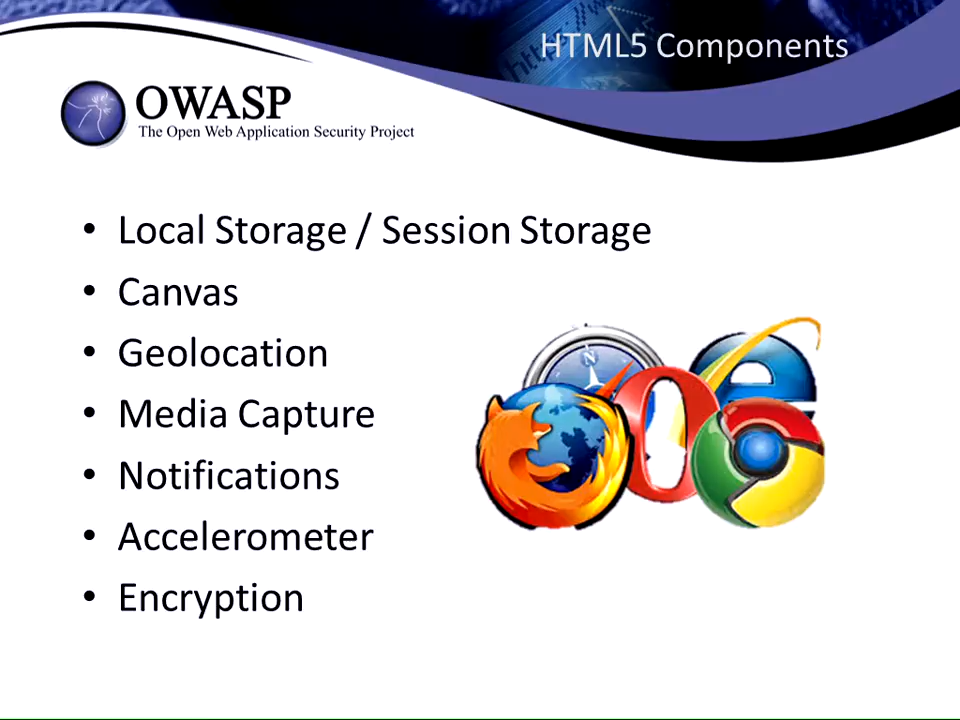 HTML5 Components
OWASP
The Open Web Application Security Project
• Local Storage / Session Storage
• Canvas
• Geolocation
• Media Capture
• Notifications
• Accelerometer
• Encryption
N